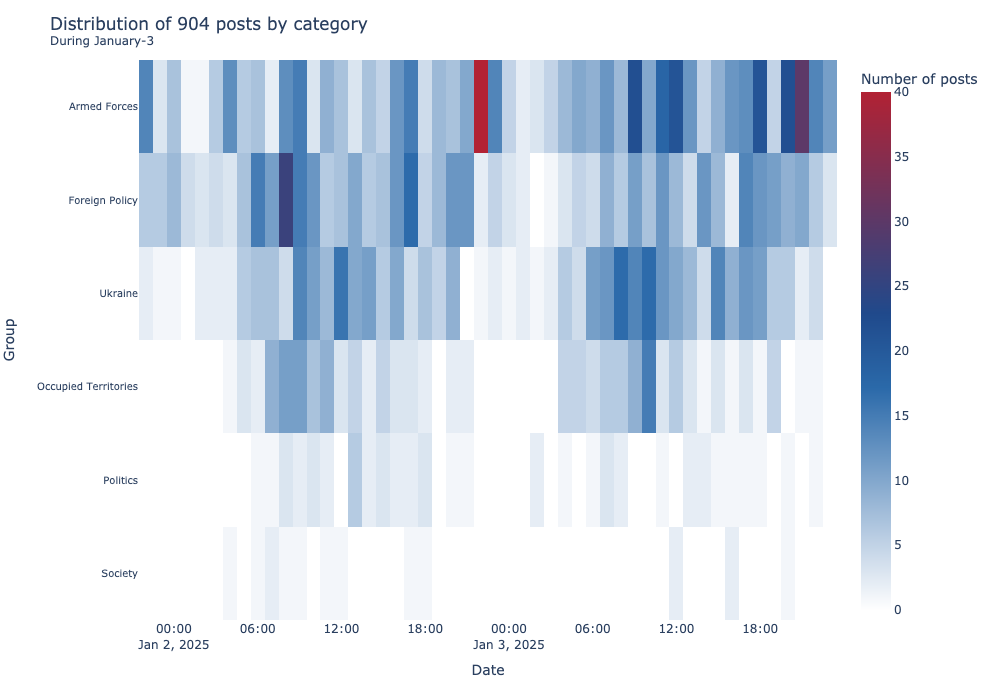 Distribution of 904 posts by category
During January-3
Number of posts
40
35
30
25
20
15
10
5
0
Group
Armed Forces
Foreign Policy
Ukraine
Occupied Territories
Politics
Society
00:00 06:00 12:00 18:00 00:00 06:00 12:00 18:00
Jan 2, 2025 Jan 3, 2025
Date